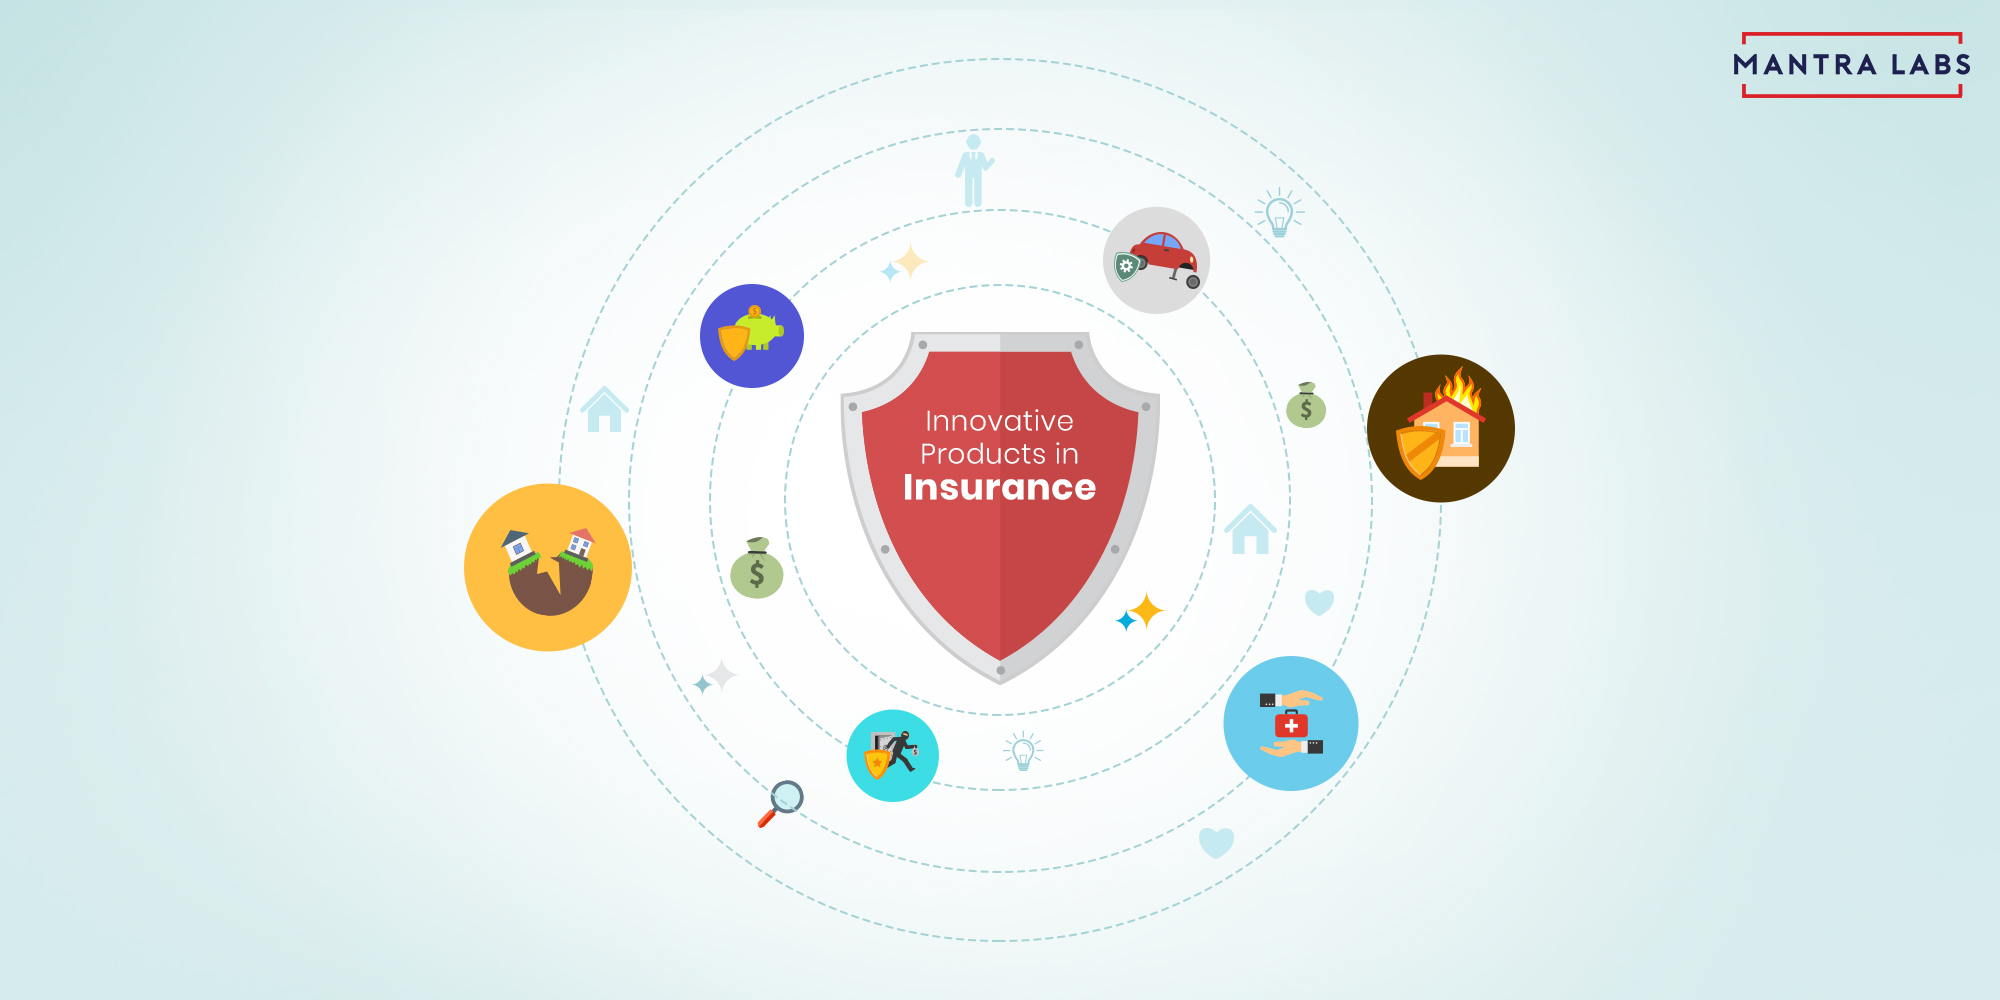 MANTRA LABS
Innovative
Products in
Insurance
$
$